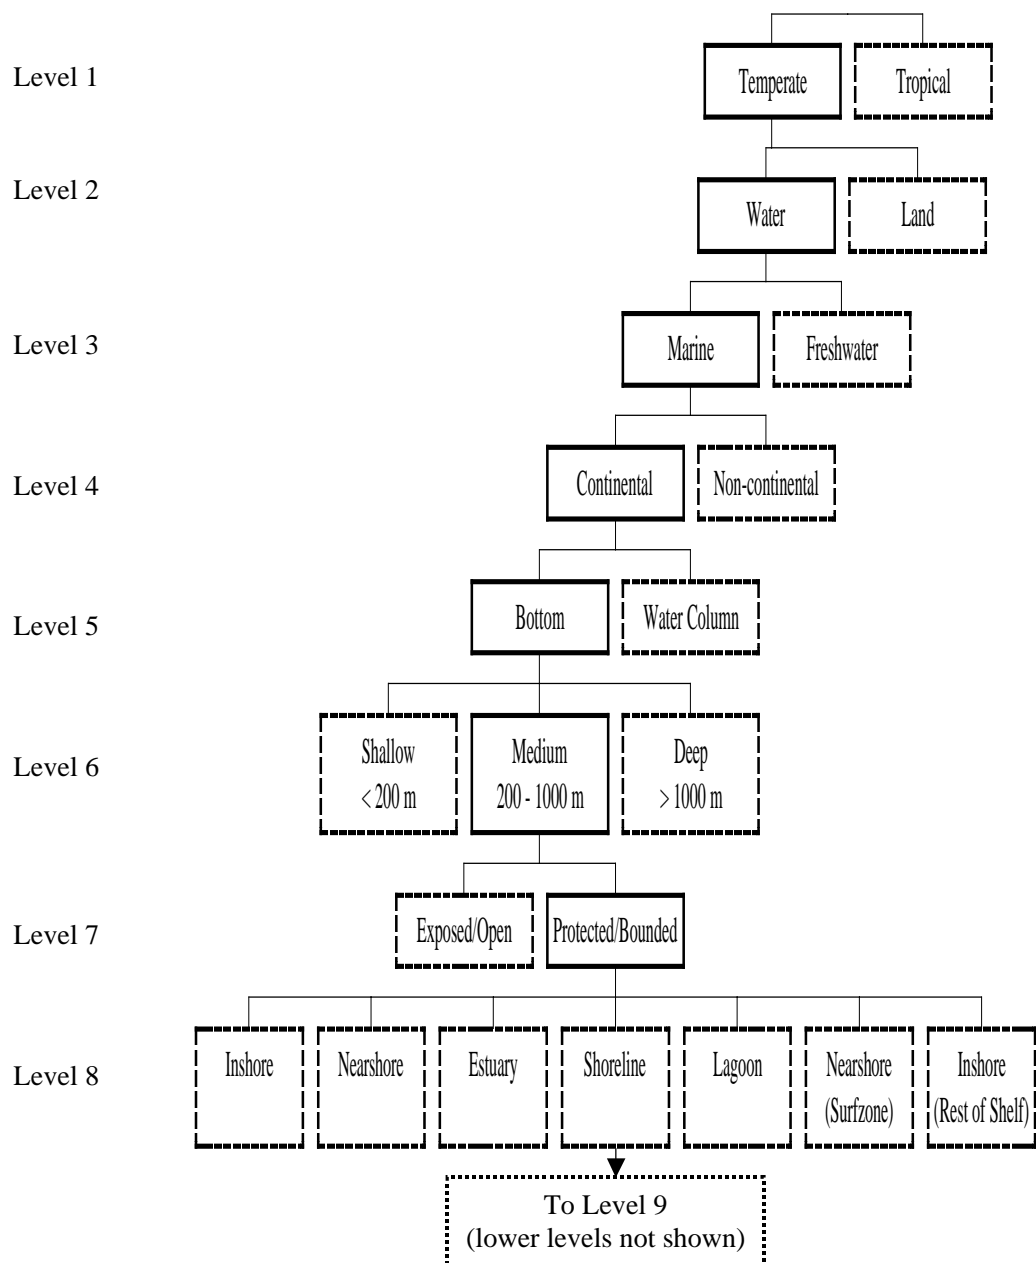 Level 1
Temperate
Tropical
Level 2
Water
Land
Level 3
Marine
Freshwater
Level 4
Continental
Non-continental
Level 5
Bottom
Water Column
Level 6
Shallow
< 200 m
Medium
200 - 1000 m
Deep
> 1000 m
Level 7
Exposed/Open
Protected/Bounded
Level 8
Inshore
Nearshore
Estuary
Shoreline
Lagoon
Nearshore
(Surfzone)
Inshore
(Rest of Shelf)
To Level 9
(lower levels not shown)